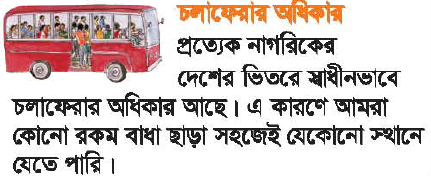 চলাফেরার অধিকার
প্রত্যেক নাগরিকের
দেশের ভিতরে স্বাধীনভাবে
চলাফেরার অধিকার আছে। এ কারণে আমরা
কোনো রকম বাধা ছাড়া সহজেই যেকোনো স্থানে
যেতে পারি।